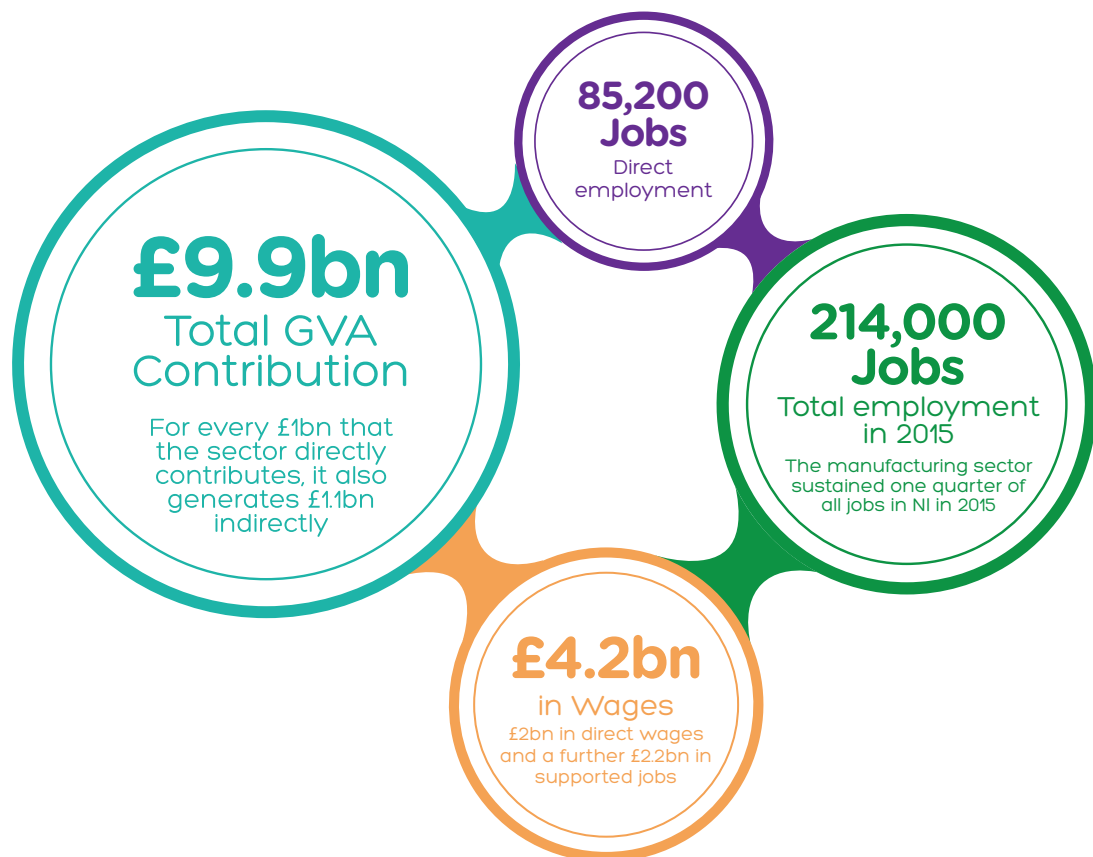 85,200
Jobs
Direct
employment
£9.9bn
Total GVA
Contribution
For every £1bn that
the sector directly
contributes, it also
generates £1.1bn
indirectly
214,000
Jobs
Total employment
in 2015
The manufacturing sector
sustained one quarter of
all jobs in NI in 2015
£4.2bn
in Wages
£2bn in direct wages
and a further £2.2bn in
supported jobs